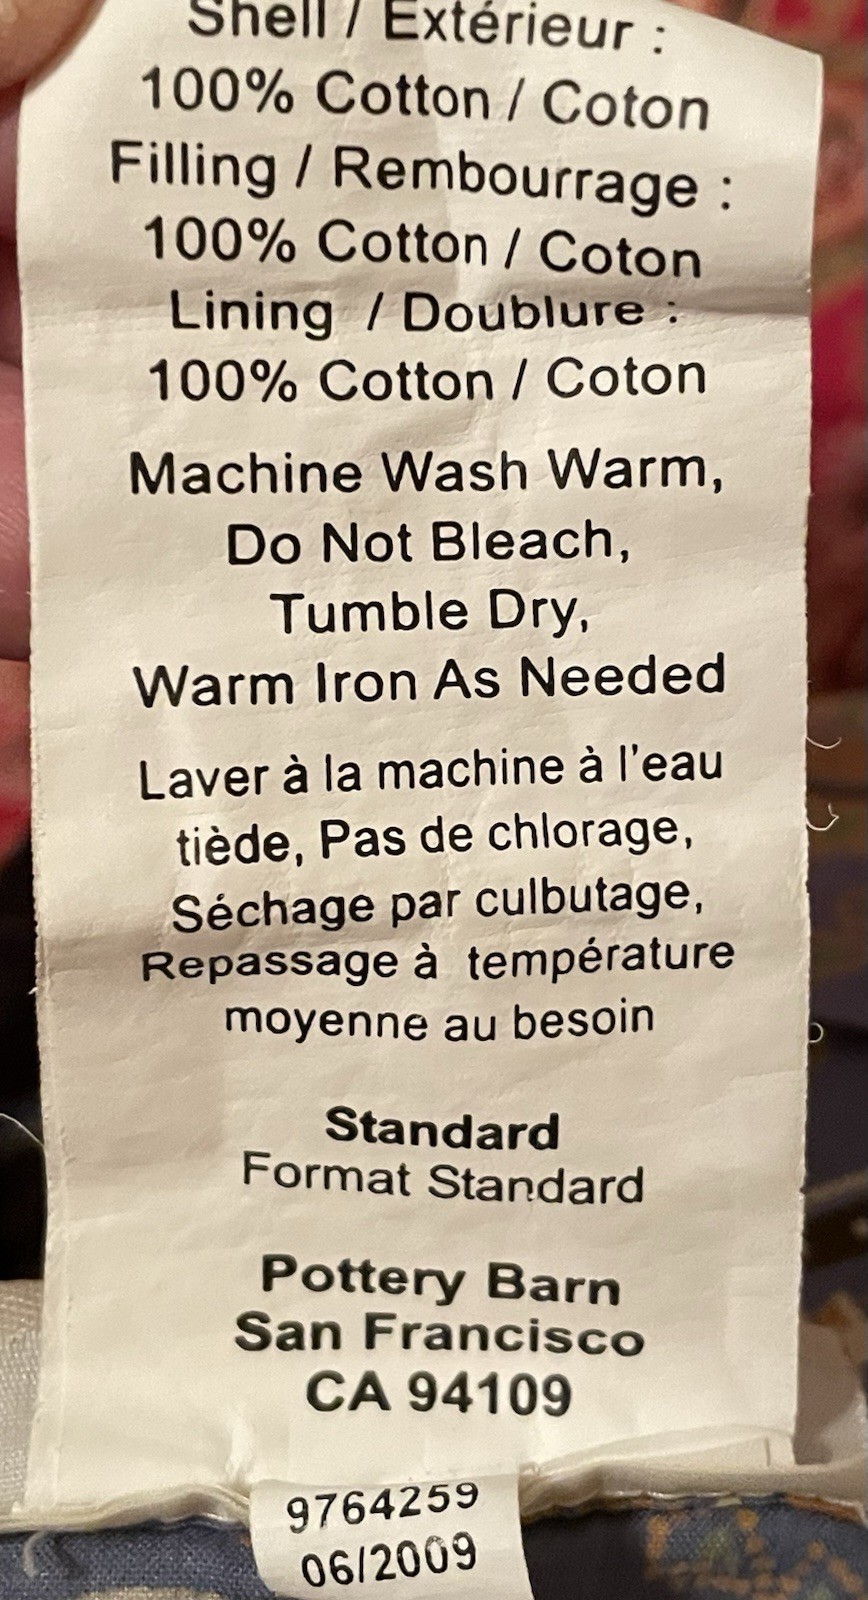 Shell / Extérieur :
100% Cotton / Coton
Filling / Rembourrage :
100% Cotton / Coton
Lining / Doublure :
100% Cotton / Coton
Machine Wash Warm,
Do Not Bleach,
Tumble Dry,
Warm Iron As Needed
Laver à la machine à l'eau
tiède, Pas de chlorage,
Séchage par culbutage,
Repassage à température
moyenne au besoin
Standard
Format Standard
Pottery Barn
San Francisco
CA 94109
9764259
06/2009